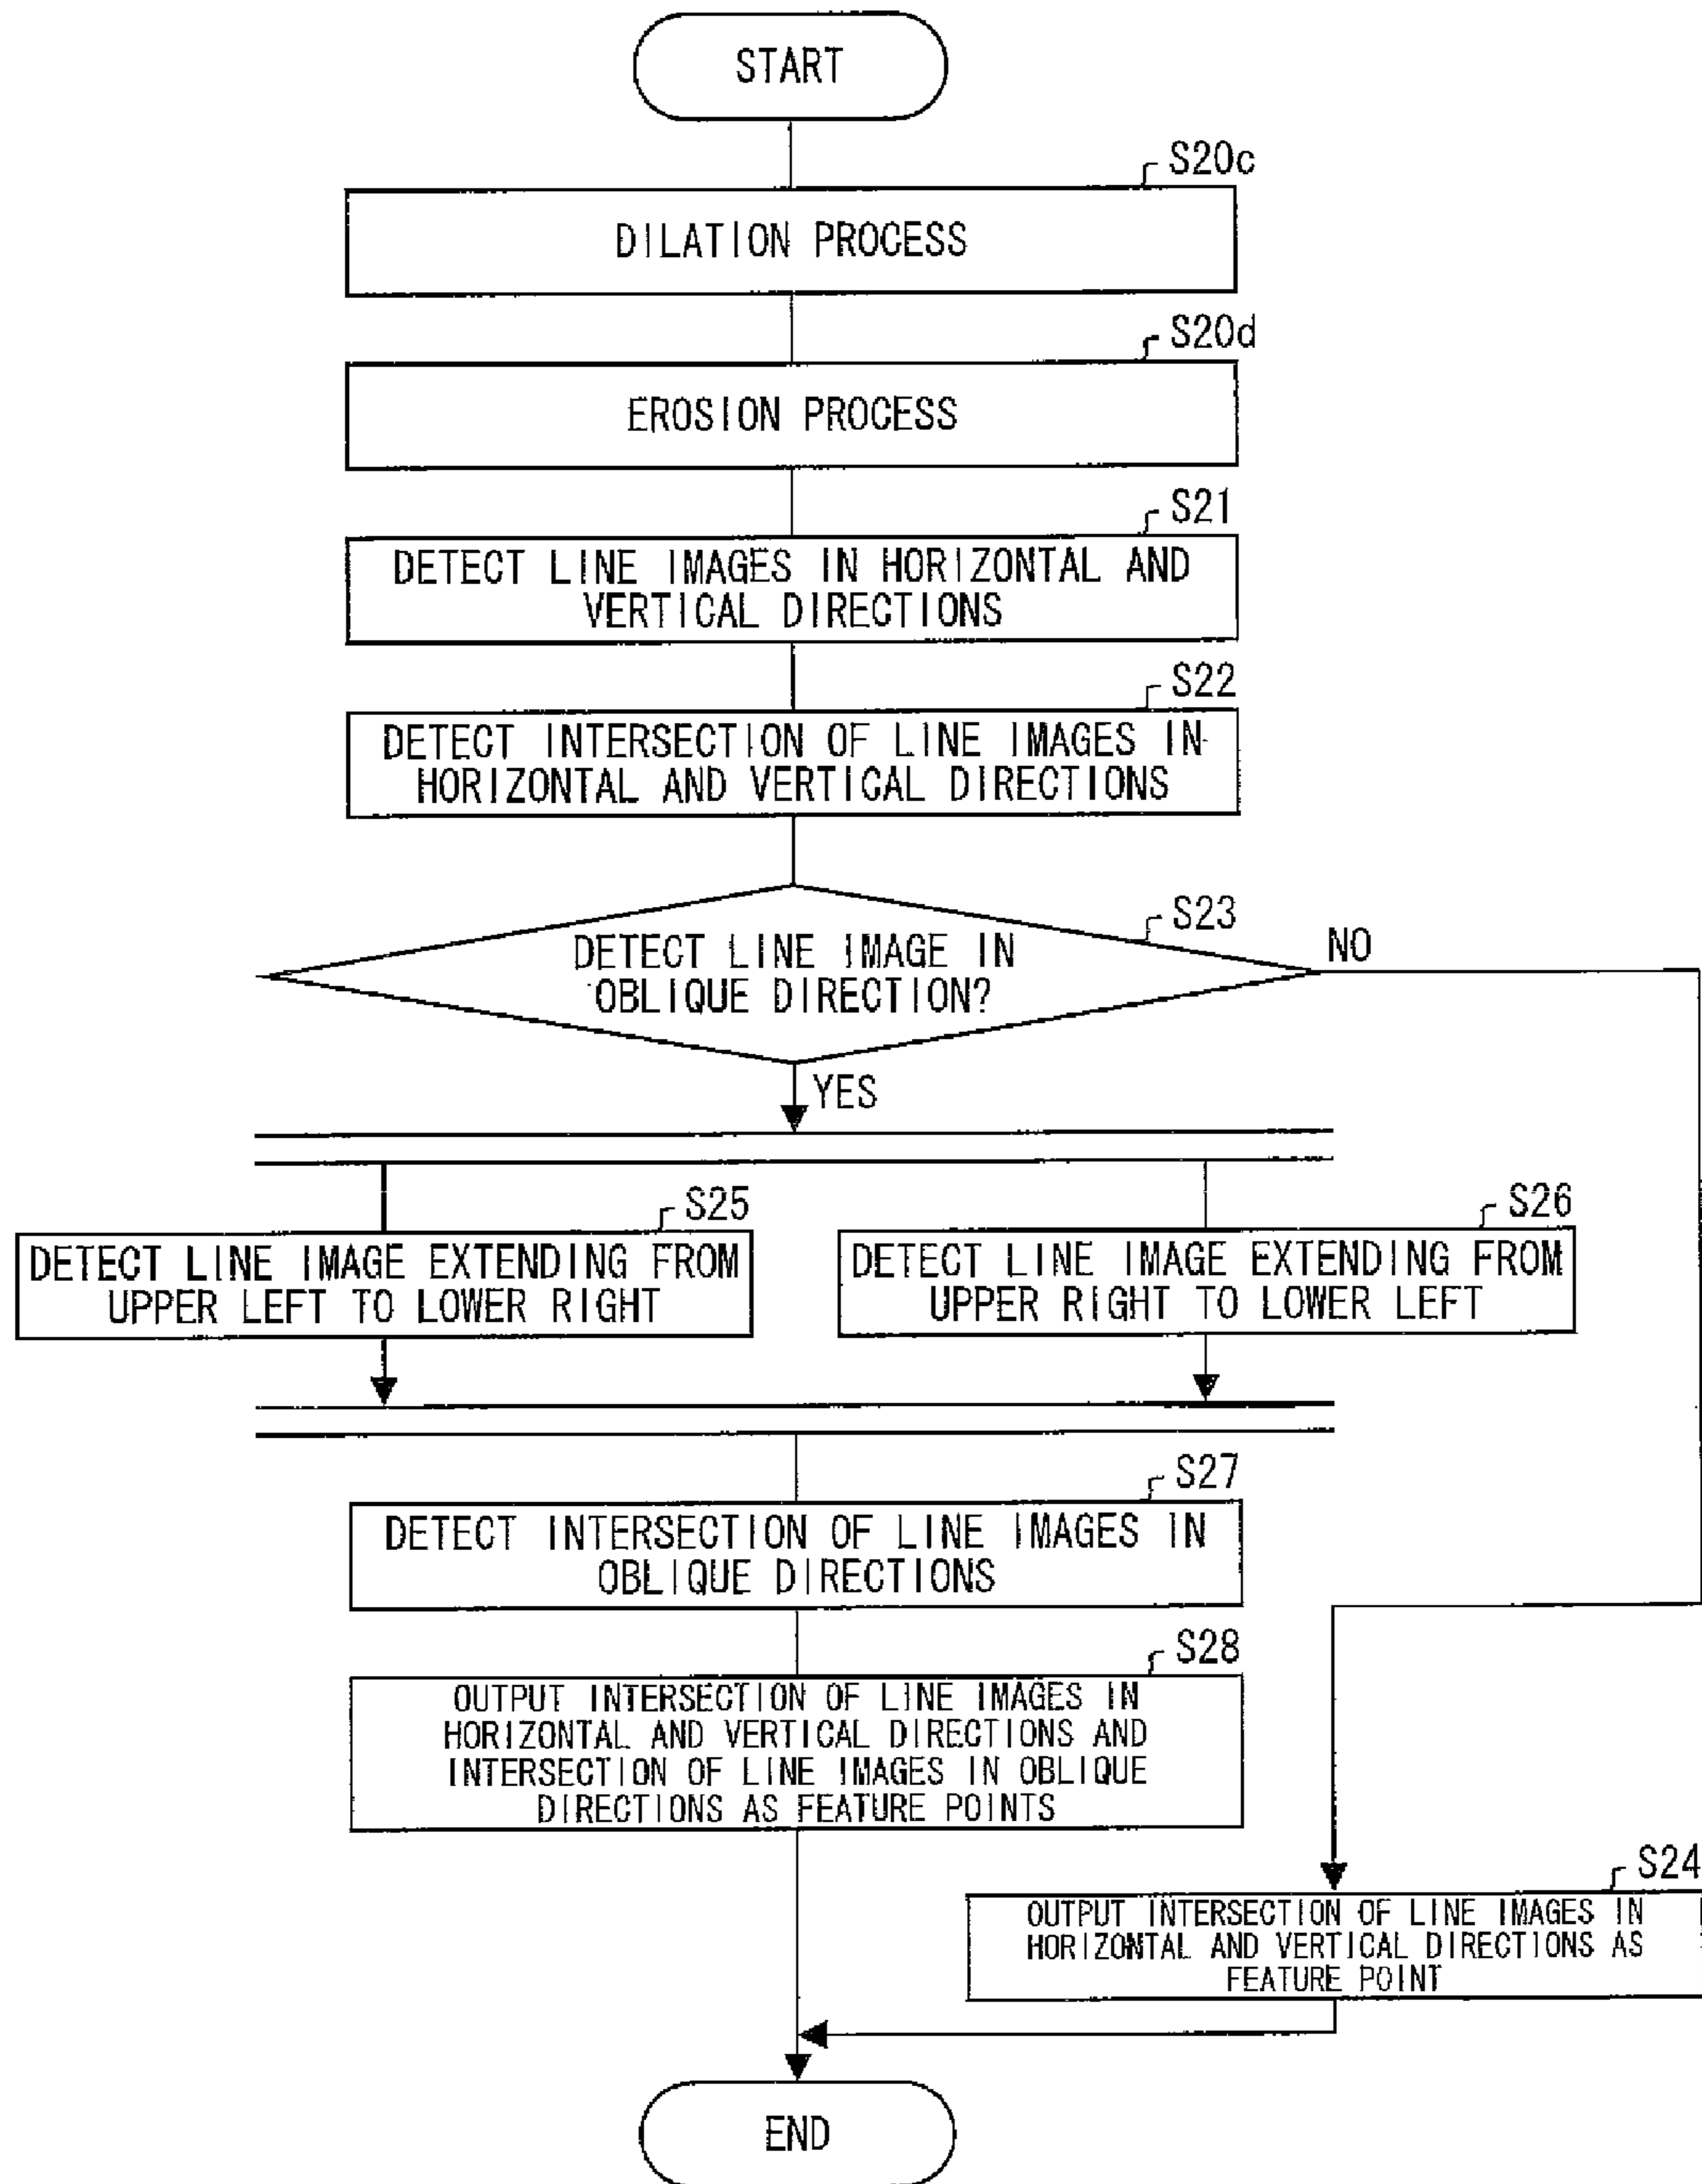 START
S20c
DILATION PROCESS
S20d
EROSION PROCESS
S21
DETECT LINE IMAGES IN HORIZONTAL AND
VERTICAL DIRECTIONS
S22
DETECT INTERSECTION OF LINE IMAGES IN
HORIZONTAL AND VERTICAL DIRECTIONS
S23
DETECT LINE IMAGE IN
OBLIQUE DIRECTION?
NO
YES
S25
DETECT LINE IMAGE EXTENDING FROM
UPPER LEFT TO LOWER RIGHT
S26
DETECT LINE IMAGE EXTENDING FROM
UPPER RIGHT TO LOWER LEFT
S27
DETECT INTERSECTION OF LINE IMAGES IN
OBLIQUE DIRECTIONS
S28
OUTPUT INTERSECTION OF LINE IMAGES IN
HORIZONTAL AND VERTICAL DIRECTIONS AND
INTERSECTION OF LINE IMAGES IN OBLIQUE
DIRECTIONS AS FEATURE POINTS
S24
OUTPUT INTERSECTION OF LINE IMAGES IN
HORIZONTAL AND VERTICAL DIRECTIONS AS
FEATURE POINT
END